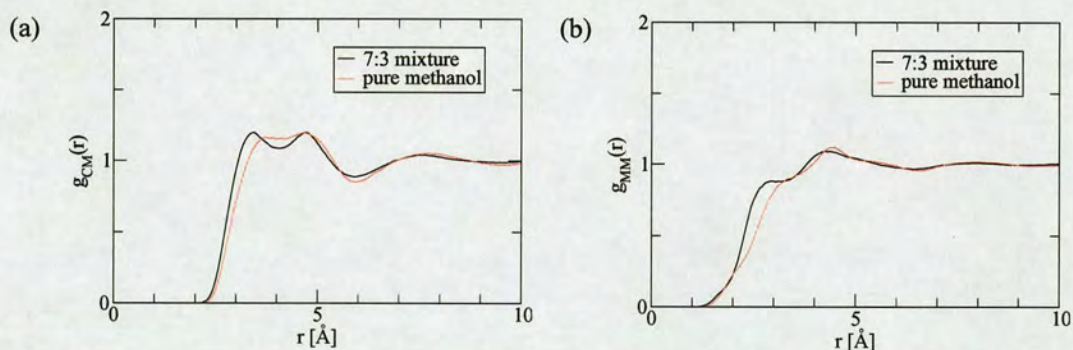 (a)
2
1
0
g_CM(r)
7:3 mixture
pure methanol
0
5
10
r [Å]
(b)
2
1
0
g_MM(r)
7:3 mixture
pure methanol
0
5
10
r [Å]